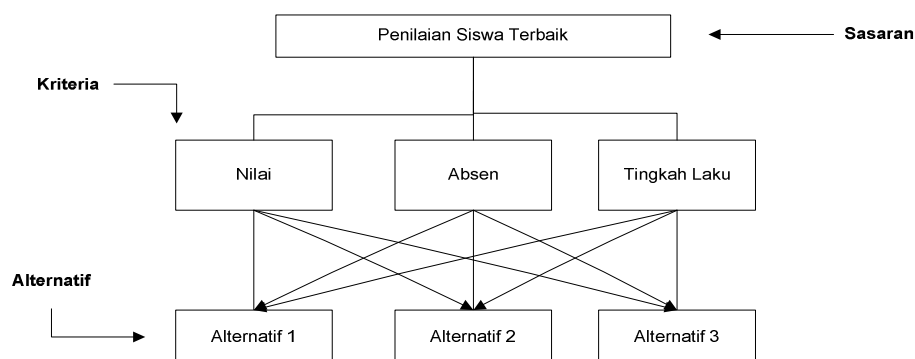 Penilaian Siswa Terbaik
Sasaran
Kriteria
Nilai
Absen
Tingkah Laku
Alternatif
Alternatif 1
Alternatif 2
Alternatif 3